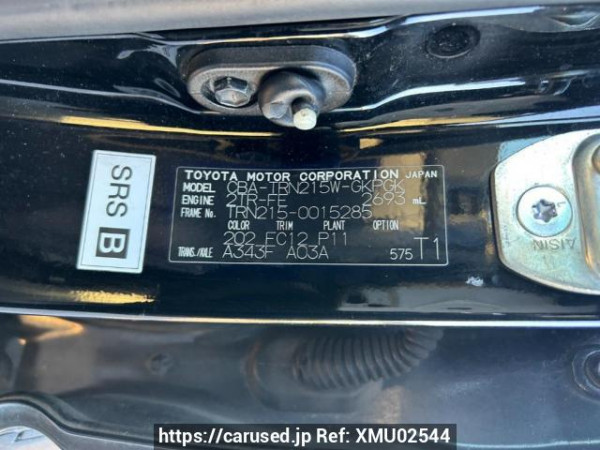 TOYOTA MOTOR CORPORATION JAPAN
MODEL CBA-TRN215W-GKPGK
ENGINE 2TR-FE 2693 mL
FRAME No. TRN215-0015285
COLOR TRIM PLANT OPTION
202 FC12 P11
TRANS./AXLE A343F A03A 575 T1
SRS B
AISIN
https://carused.jp Ref: XMU02544